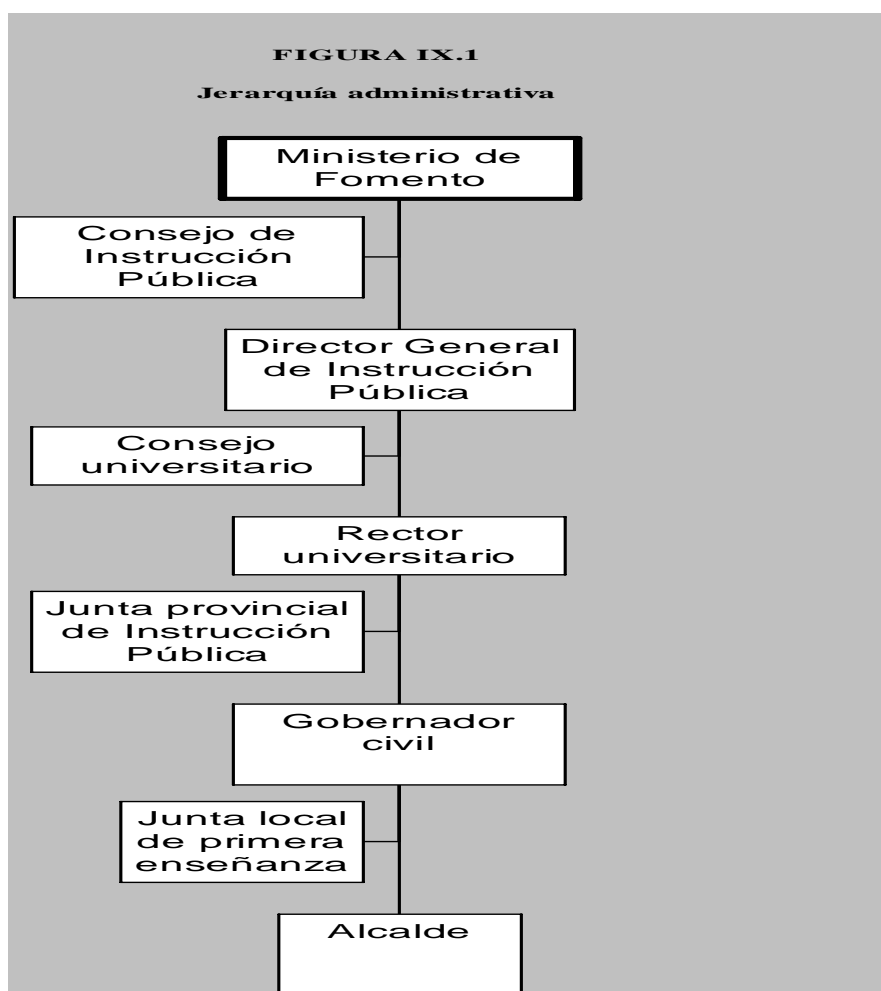 FIGURA IX.1
Jerarquía administrativa
Ministerio de
Fomento
Consejo de
Instrucción
Pública
Director General
de Instrucción
Pública
Consejo
universitario
Rector
universitario
Junta provincial
de Instrucción
Pública
Gobernador
civil
Junta local
de primera
enseñanza
Alcalde